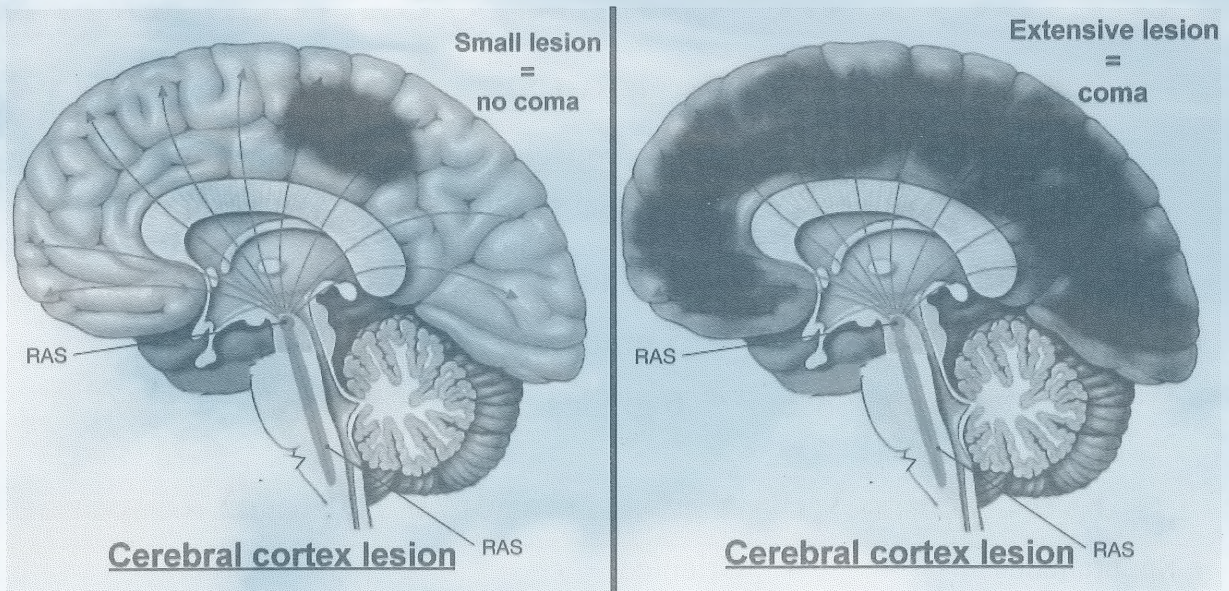 Small lesion
=
no coma
RAS
RAS
Cerebral cortex lesion
Extensive lesion
=
coma
RAS
RAS
Cerebral cortex lesion